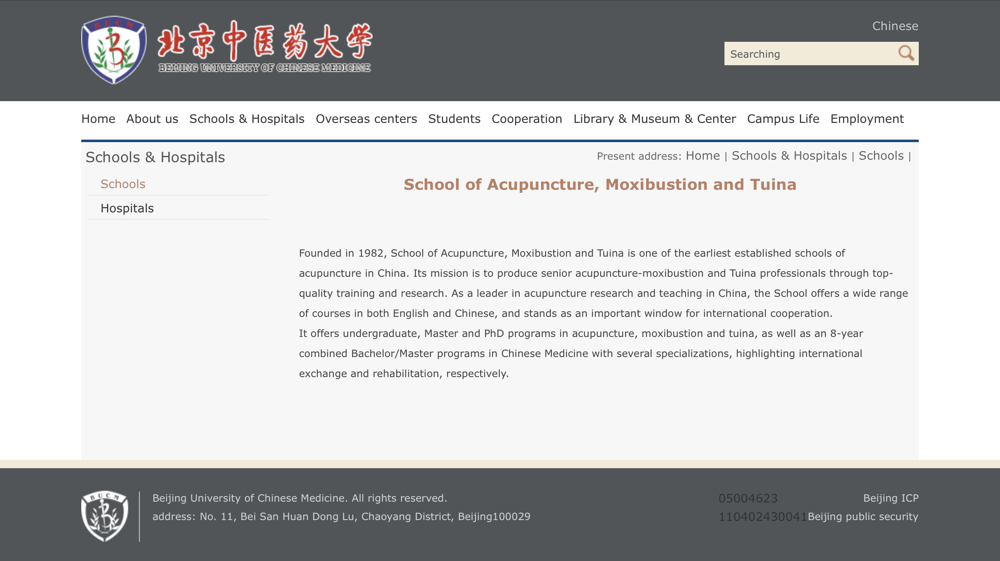 BUCM
北京中医药大学
BEIJING UNIVERSITY OF CHINESE MEDICINE
Chinese
Searching
Home About us Schools & Hospitals Overseas centers Students Cooperation Library & Museum & Center Campus Life Employment
Schools & Hospitals
Present address: Home | Schools & Hospitals | Schools |
Schools
Hospitals
School of Acupuncture, Moxibustion and Tuina
Founded in 1982, School of Acupuncture, Moxibustion and Tuina is one of the earliest established schools of
acupuncture in China. Its mission is to produce senior acupuncture-moxibustion and Tuina professionals through top-
quality training and research. As a leader in acupuncture research and teaching in China, the School offers a wide range
of courses in both English and Chinese, and stands as an important window for international cooperation.
It offers undergraduate, Master and PhD programs in acupuncture, moxibustion and tuina, as well as an 8-year
combined Bachelor/Master programs in Chinese Medicine with several specializations, highlighting international
exchange and rehabilitation, respectively.
BUCM
Beijing University of Chinese Medicine. All rights reserved.
address: No. 11, Bei San Huan Dong Lu, Chaoyang District, Beijing100029
05004623 Beijing ICP
110402430041Beijing public security